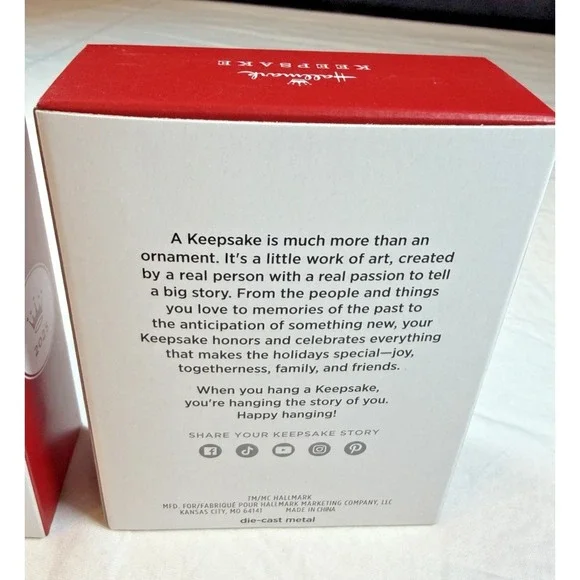 Hallmark
KEEPSAKE
A Keepsake is much more than an
ornament. It's a little work of art, created
by a real person with a real passion to tell
a big story. From the people and things
you love to memories of the past to
the anticipation of something new, your
Keepsake honors and celebrates everything
that makes the holidays special—joy,
togetherness, family, and friends.
When you hang a Keepsake,
you're hanging the story of you.
Happy hanging!
SHARE YOUR KEEPSAKE STORY
TM/MC HALLMARK
MFD. FOR/FABRIQUÉ POUR HALLMARK MARKETING COMPANY, LLC
KANSAS CITY, MO 64141 MADE IN CHINA
die-cast metal